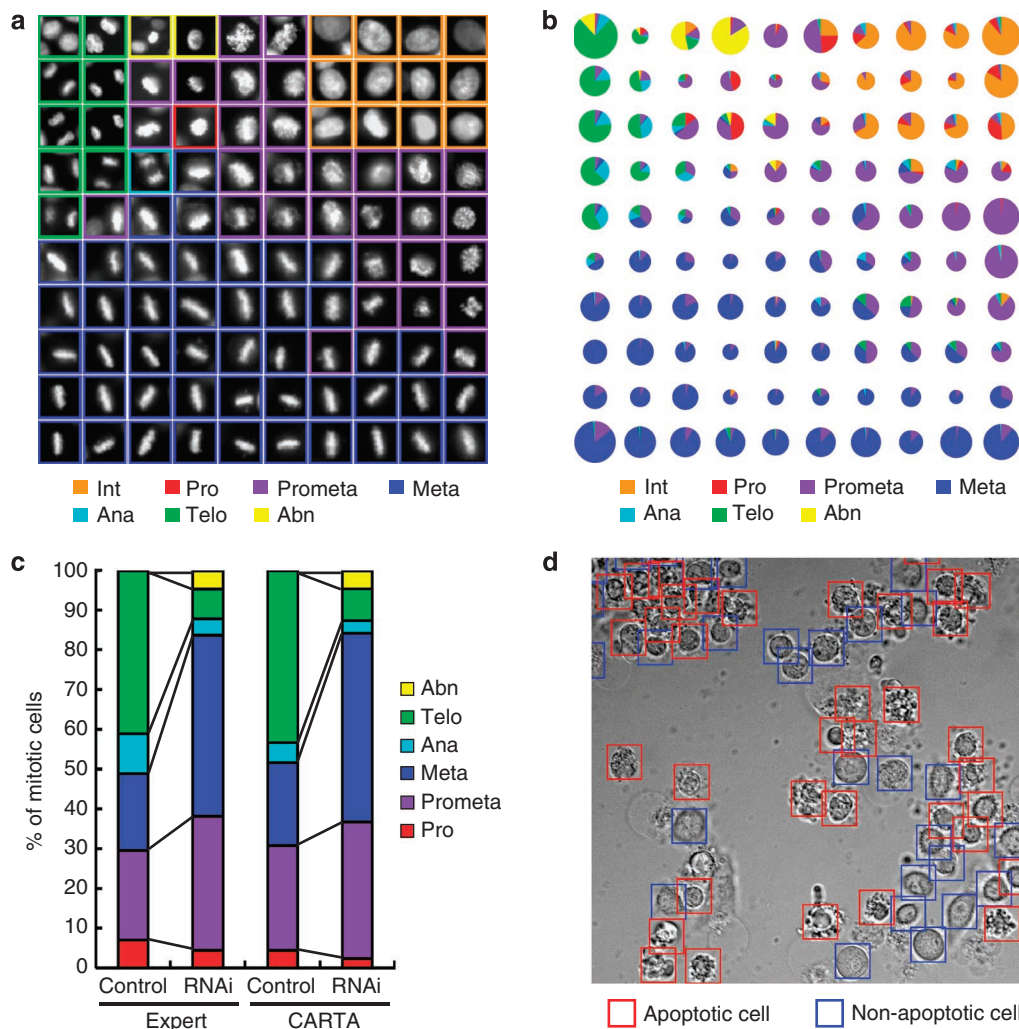 a
Int Pro Prometa Meta
Ana Telo Abn
b
Int Pro Prometa Meta
Ana Telo Abn
c
% of mitotic cells
100
90
80
70
60
50
40
30
20
10
0
Control RNAi Control RNAi
Expert CARTA
Abn
Telo
Ana
Meta
Prometa
Pro
d
Apoptotic cell Non-apoptotic cell